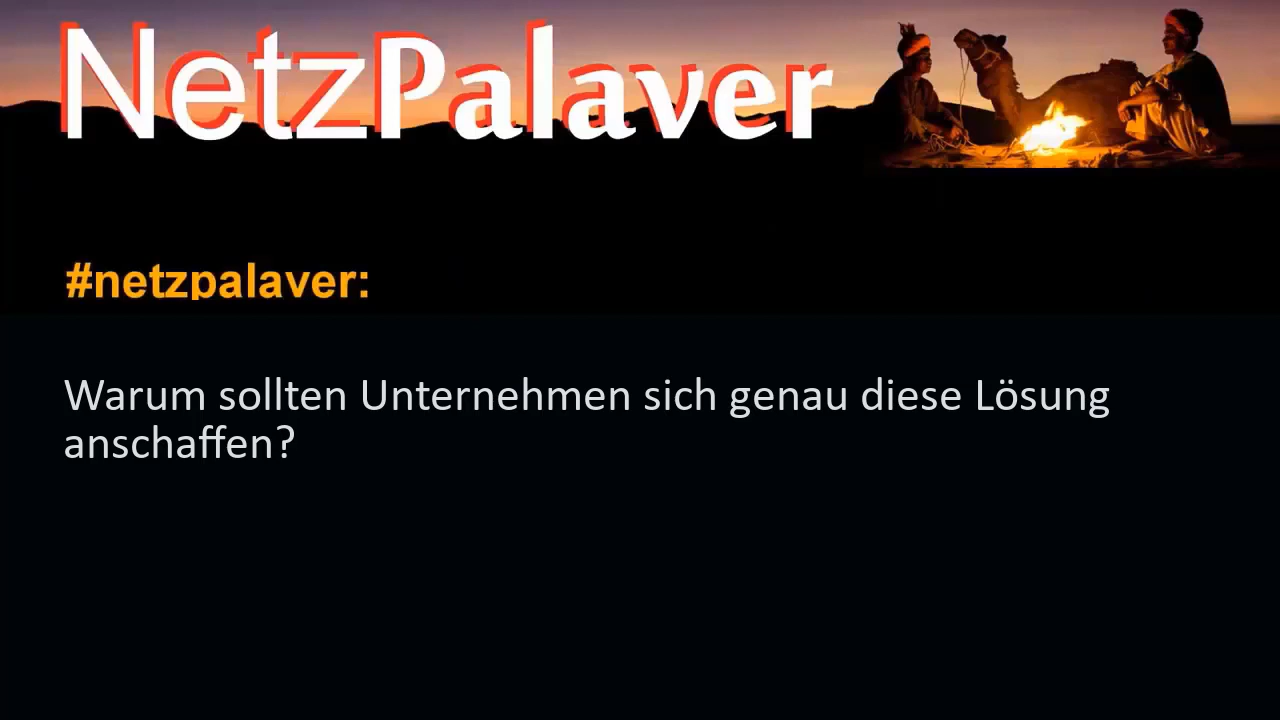 NetzPalaver
#netzpalaver:
Warum sollten Unternehmen sich genau diese Lösung
anschaffen?